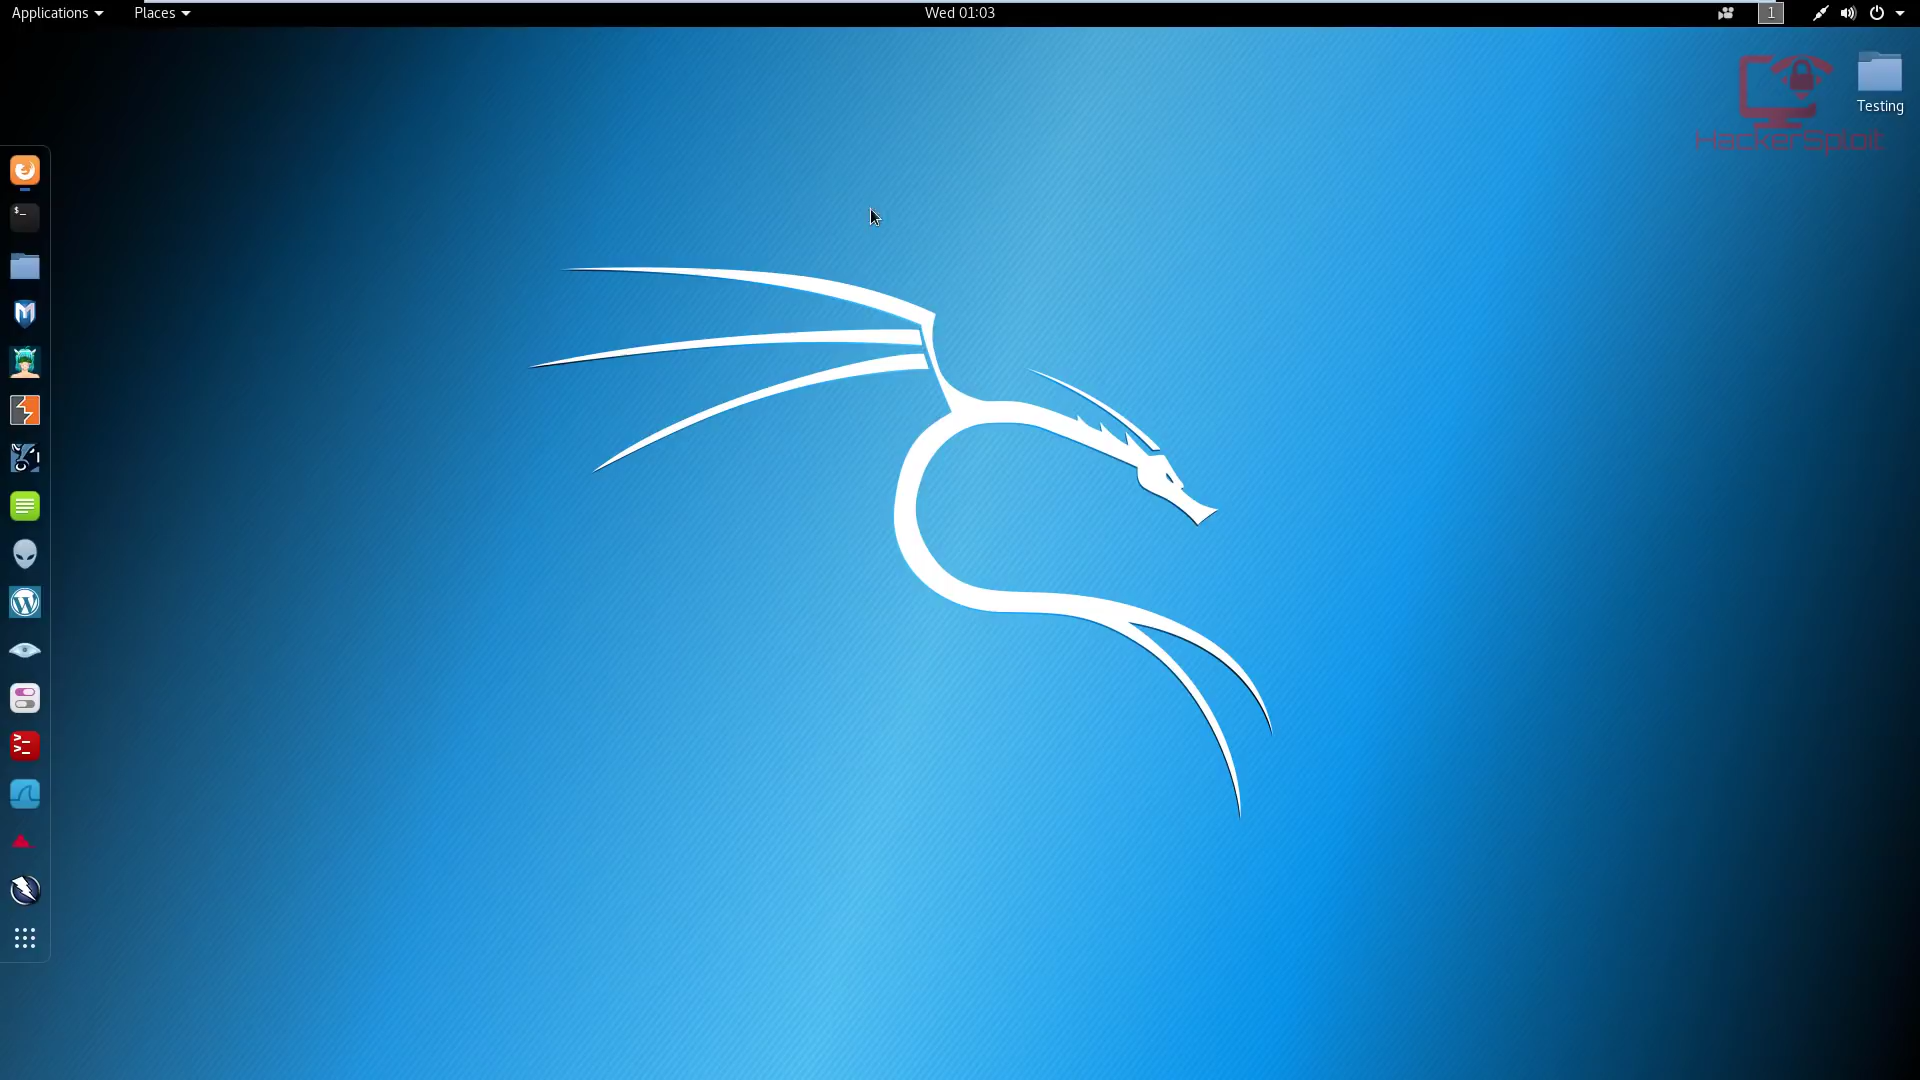 Applications Places Wed 01:03 1
Testing
HackerSploit
$_